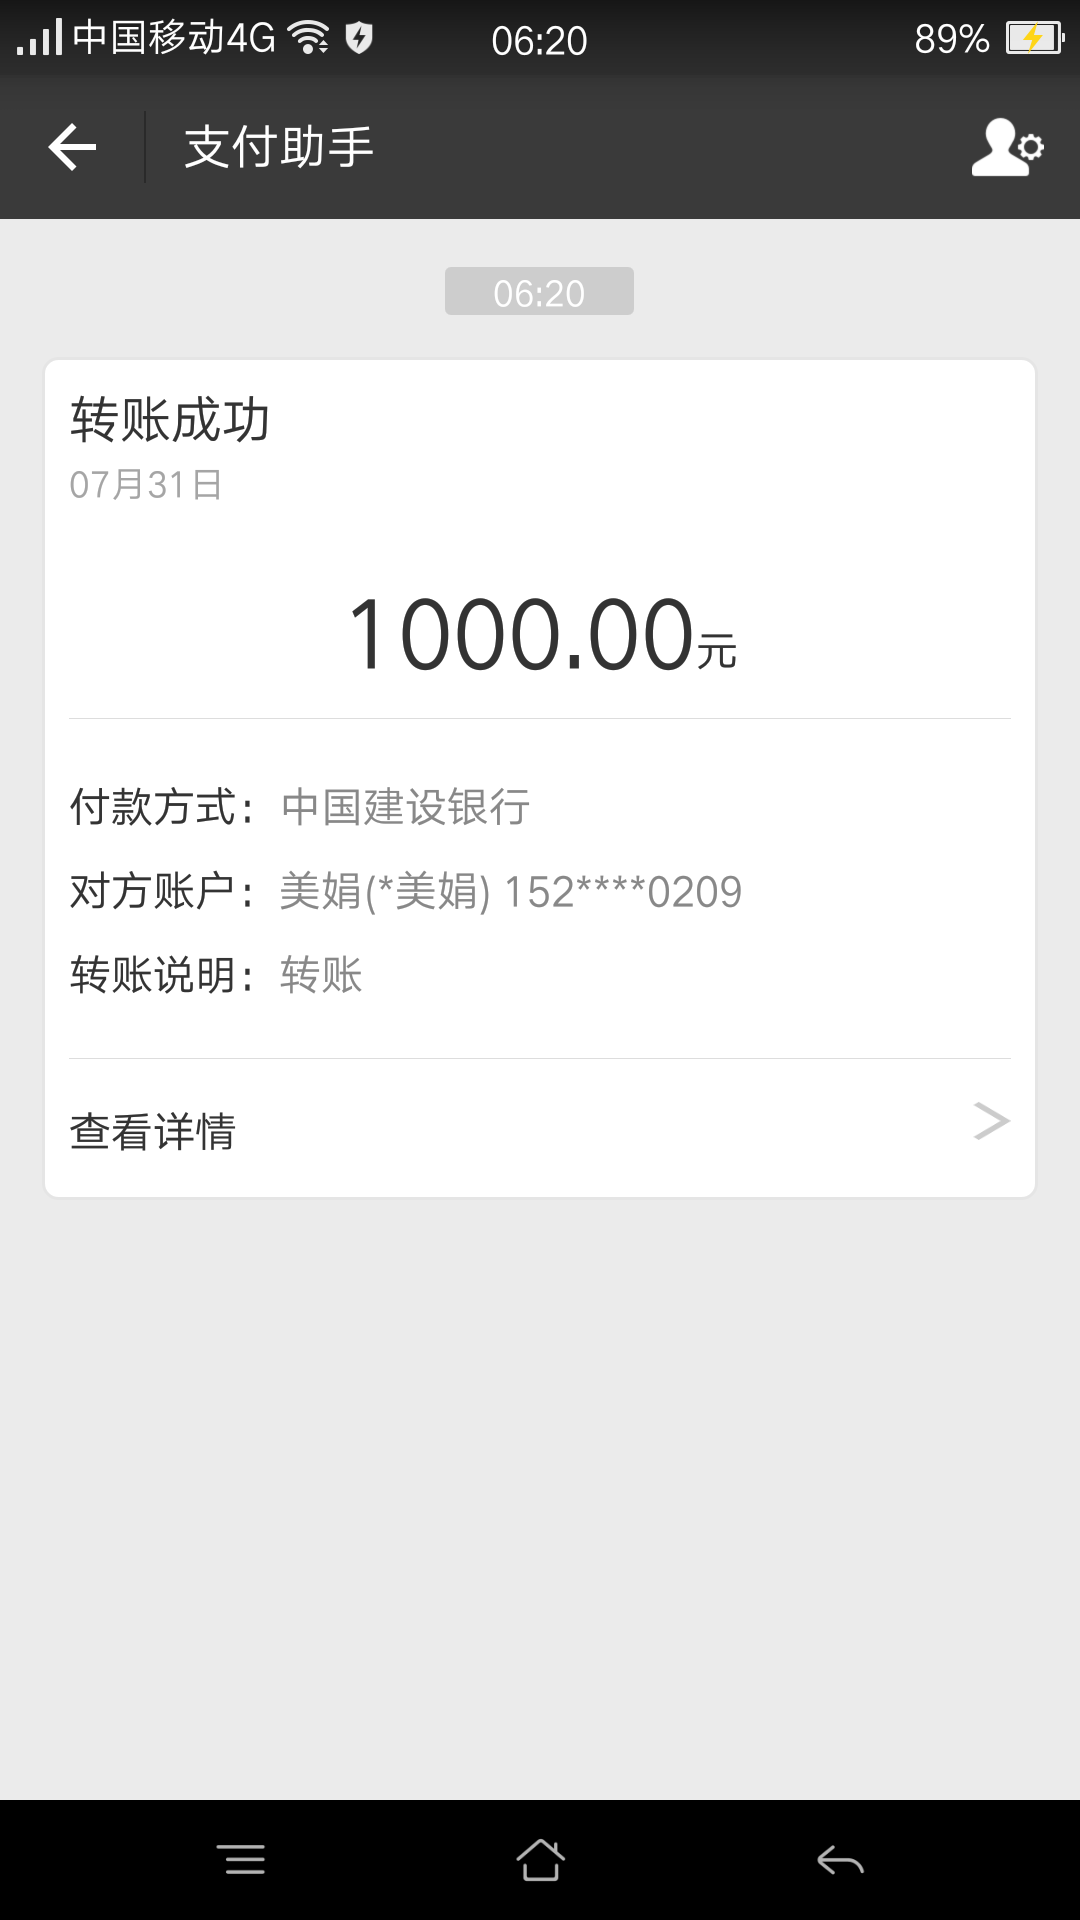 中国移动4G 06:20 89%
支付助手
06:20
转账成功
07月31日
1000.00元
付款方式: 中国建设银行
对方账户: 美娟(*美娟) 152****0209
转账说明: 转账
查看详情